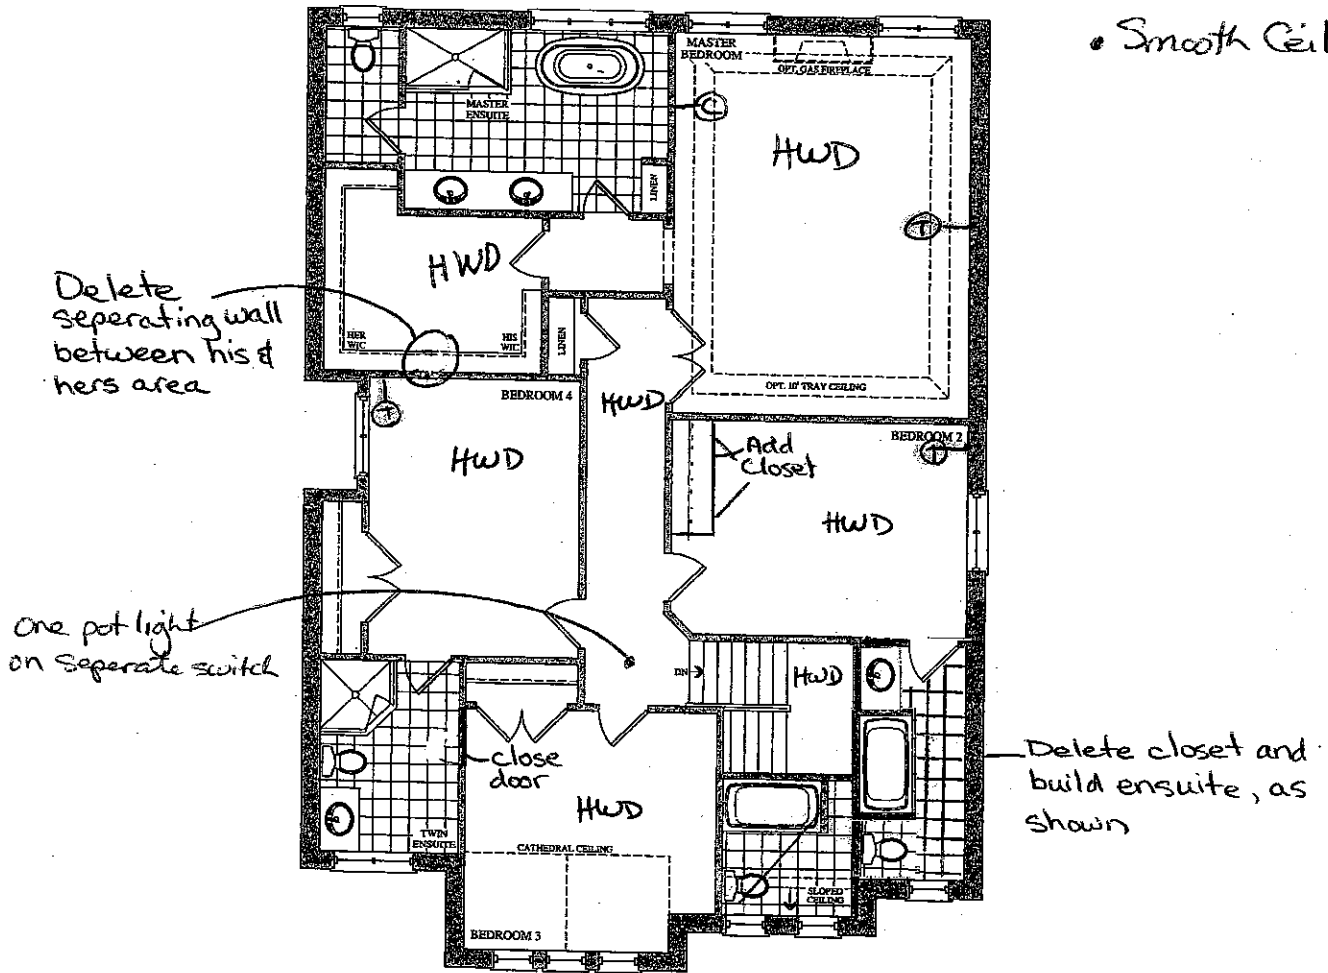 • Smooth Ceil
MASTER
BEDROOM
OPT. GAS FIREPLACE
MASTER
ENSUITE
C
HWD
LINEN
T
HWD
Delete
seperating wall
between his &
hers area
HER
WIC
HIS
WIC
LINEN
OPT. 10' TRAY CEILING
BEDROOM 4
HWD
T
BEDROOM 2
T
Add
Closet
HWD
HWD
one pot light
on seperate switch
DN
HWD
close
door
Delete closet and
build ensuite, as
shown
HWD
TWIN
ENSUITE
CATHEDRAL CEILING
SLOPED
CEILING
BEDROOM 3